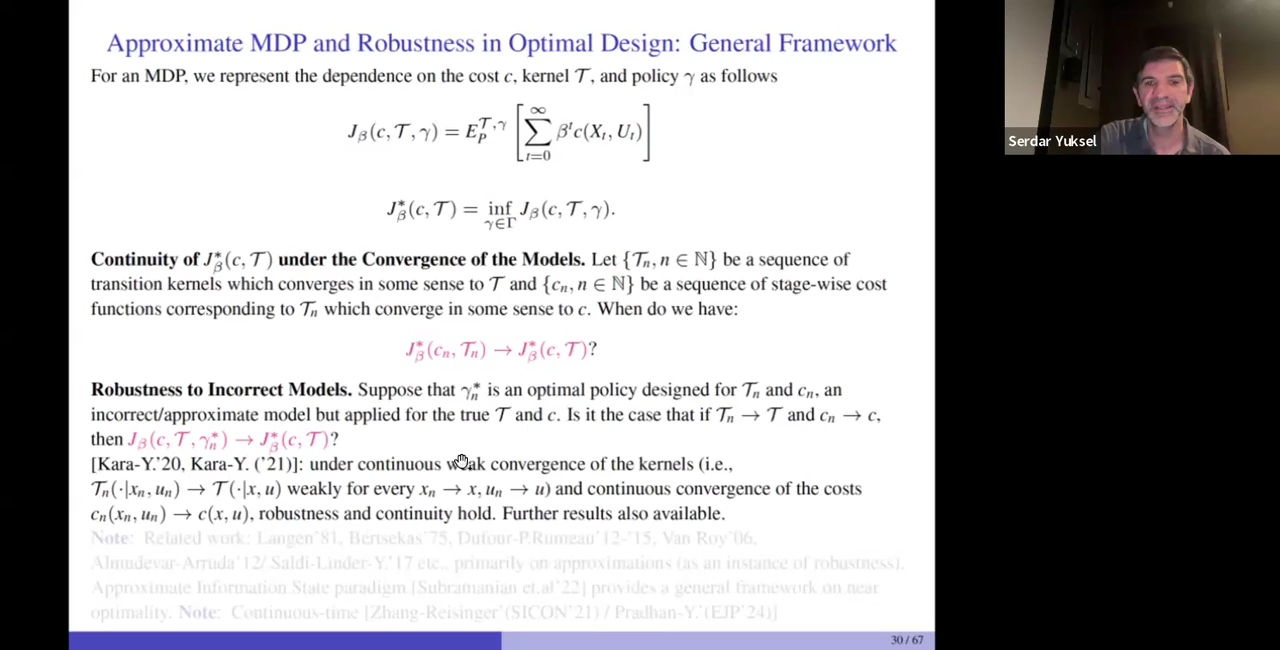 Approximate MDP and Robustness in Optimal Design: General Framework
For an MDP, we represent the dependence on the cost c, kernel 𝒯, and policy γ as follows
J_β(c, 𝒯, γ) = E_P^{𝒯,γ} [ ∑_{t=0}^{∞} β^t c(X_t, U_t) ]
J*_β(c, 𝒯) = inf_{γ∈Γ} J_β(c, 𝒯, γ).
Continuity of J*_β(c, 𝒯) under the Convergence of the Models. Let {𝒯_n, n ∈ ℕ} be a sequence of
transition kernels which converges in some sense to 𝒯 and {c_n, n ∈ ℕ} be a sequence of stage-wise cost
functions corresponding to 𝒯_n which converge in some sense to c. When do we have:
J*_β(c_n, 𝒯_n) → J*_β(c, 𝒯)?
Robustness to Incorrect Models. Suppose that γ*_n is an optimal policy designed for 𝒯_n and c_n, an
incorrect/approximate model but applied for the true 𝒯 and c. Is it the case that if 𝒯_n → 𝒯 and c_n → c,
then J_β(c, 𝒯, γ*_n) → J*_β(c, 𝒯)?
[Kara-Y.'20, Kara-Y. ('21)]: under continuous weak convergence of the kernels (i.e.,
𝒯_n(·|x_n, u_n) → 𝒯(·|x, u) weakly for every x_n → x, u_n → u) and continuous convergence of the costs
c_n(x_n, u_n) → c(x, u), robustness and continuity hold. Further results also available.
Note: Related work: Langen'81, Bertsekas'75, Dufour-P.Rumeau'12-'15, Van Roy'06,
Almudevar-Arruda'12/ Saldi-Linder-Y.'17 etc., primarily on approximations (as an instance of robustness).
Approximate Information State paradigm [Subramanian et.al'22] provides a general framework on near
optimality. Note: Continuous-time [Zhang-Reisinger'(SICON'21) / Pradhan-Y.'(EJP'24)]
30 / 67
Serdar Yuksel